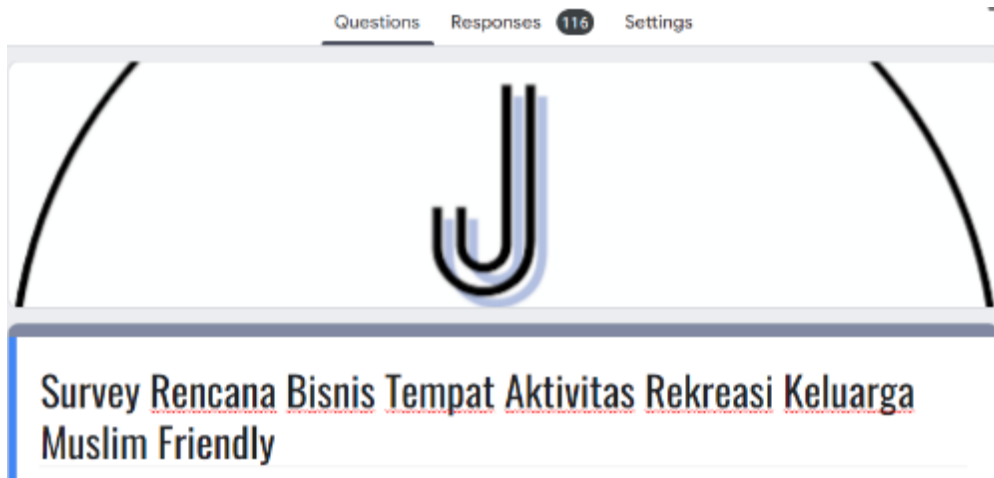 Questions Responses 116 Settings
J
Survey Rencana Bisnis Tempat Aktivitas Rekreasi Keluarga
Muslim Friendly